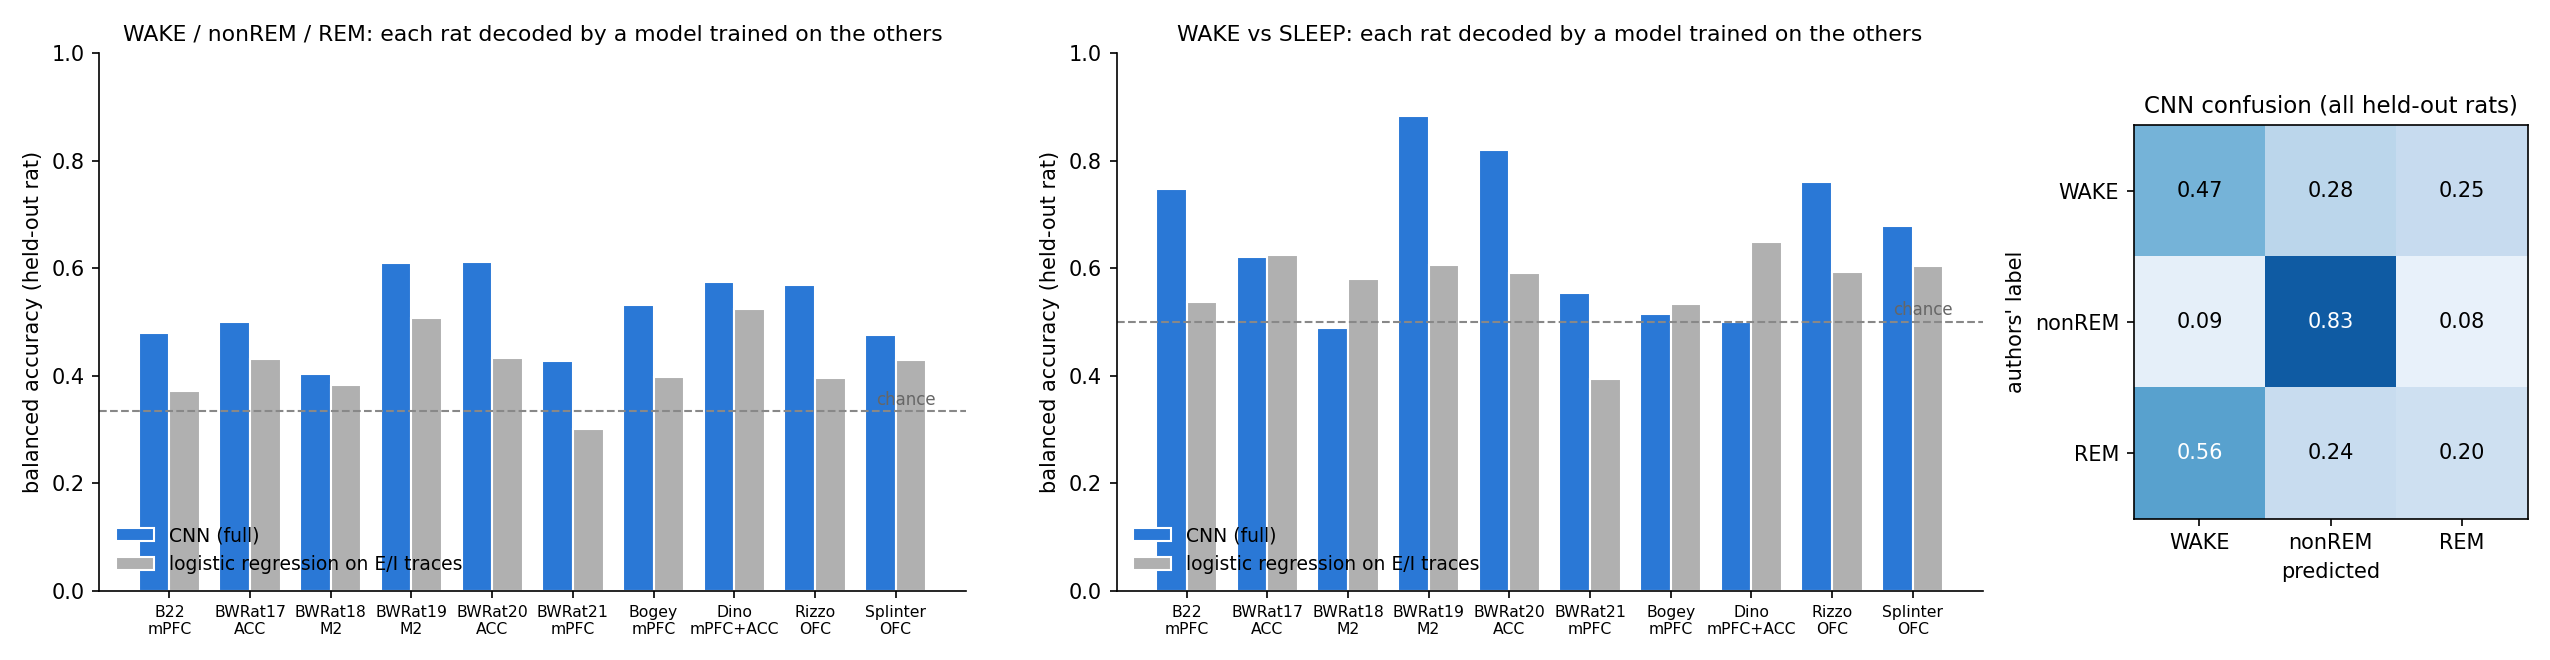 WAKE / nonREM / REM: each rat decoded by a model trained on the others
balanced accuracy (held-out rat)
1.0
0.8
0.6
0.4
0.2
0.0
chance
CNN (full)
logistic regression on E/I traces
B22 BWRat17 BWRat18 BWRat19 BWRat20 BWRat21 Bogey Dino Rizzo Splinter
mPFC ACC M2 M2 ACC mPFC mPFC mPFC+ACC OFC OFC
WAKE vs SLEEP: each rat decoded by a model trained on the others
balanced accuracy (held-out rat)
1.0
0.8
0.6
0.4
0.2
0.0
chance
CNN (full)
logistic regression on E/I traces
B22 BWRat17 BWRat18 BWRat19 BWRat20 BWRat21 Bogey Dino Rizzo Splinter
mPFC ACC M2 M2 ACC mPFC mPFC mPFC+ACC OFC OFC
CNN confusion (all held-out rats)
authors' label
WAKE 0.47 0.28 0.25
nonREM 0.09 0.83 0.08
REM 0.56 0.24 0.20
WAKE nonREM REM
predicted